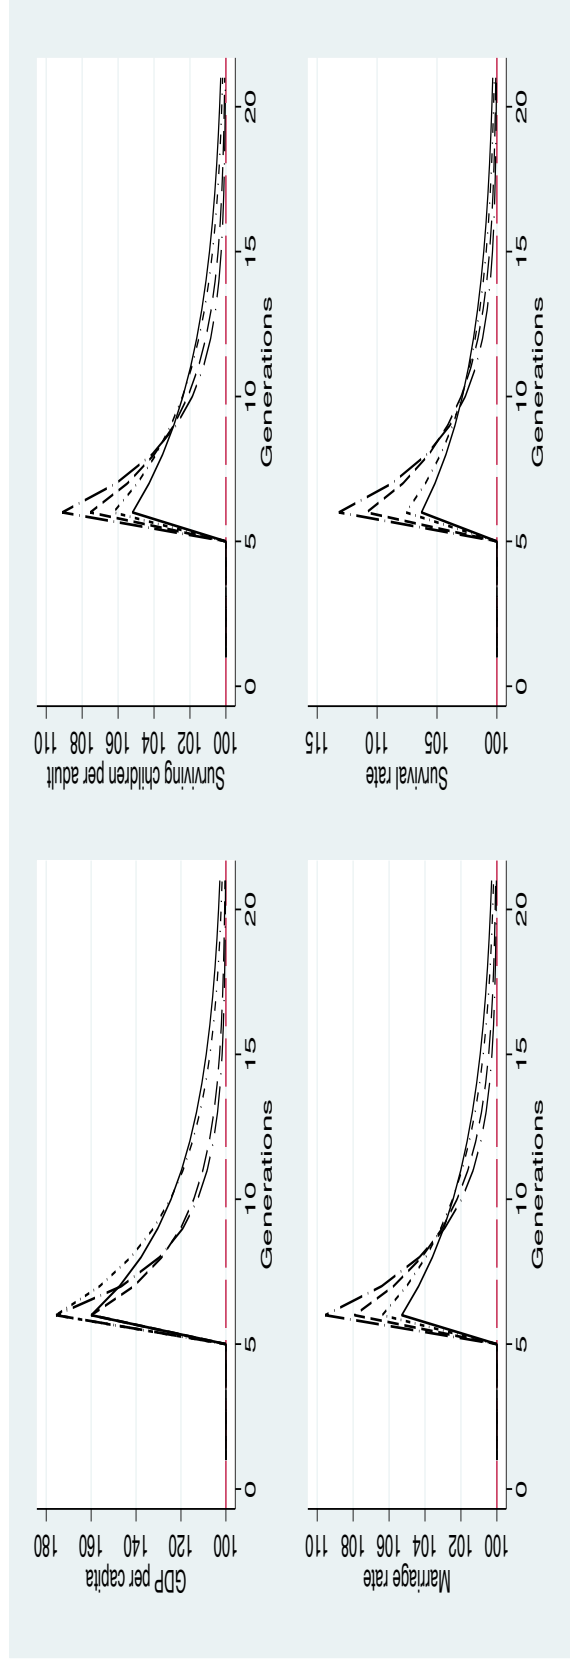 GDP per capita
100 120 140 160 180
0 5 10 15 20
Generations
Surviving children per adult
100 102 104 106 108 110
0 5 10 15 20
Generations
Marriage rate
100 102 104 106 108 110
0 5 10 15 20
Generations
Survival rate
100 105 110 115
0 5 10 15 20
Generations